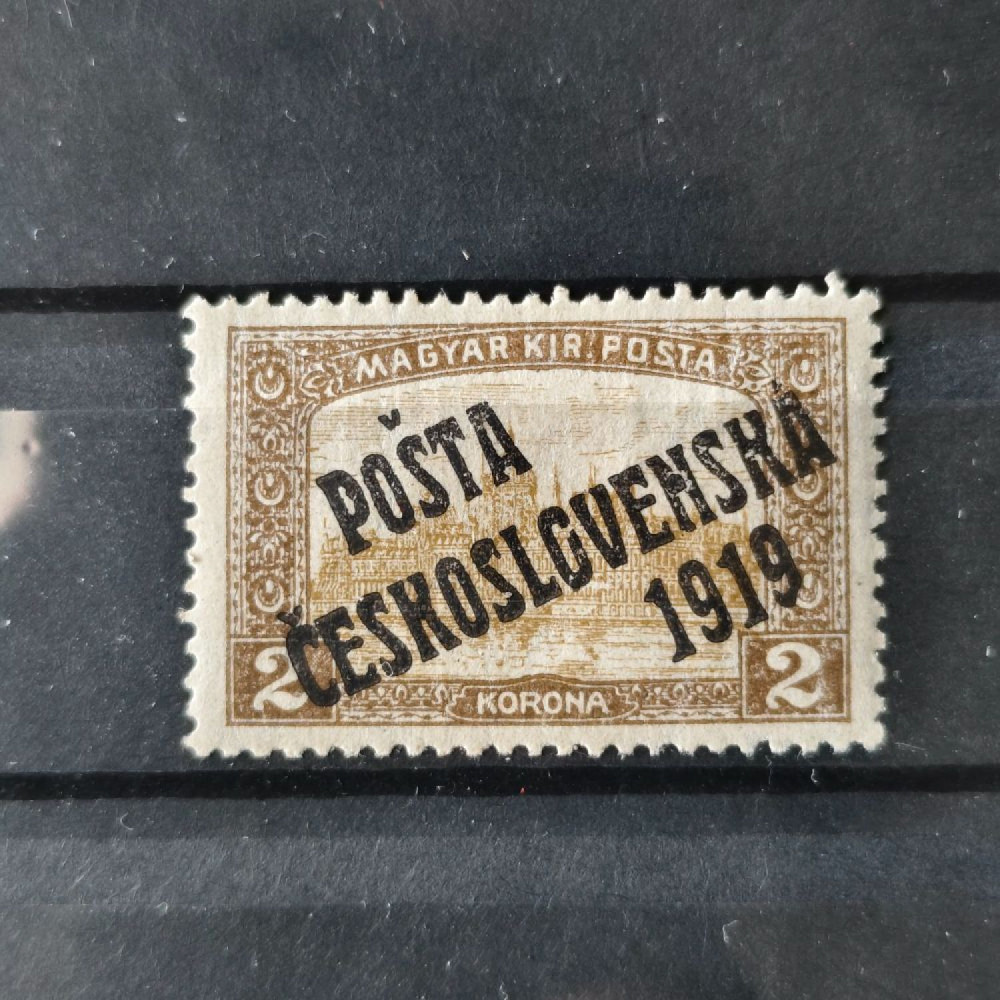 MAGYAR KIR. POSTA
POŠTA
ČESKOSLOVENSKÁ
1919
2 KORONA 2